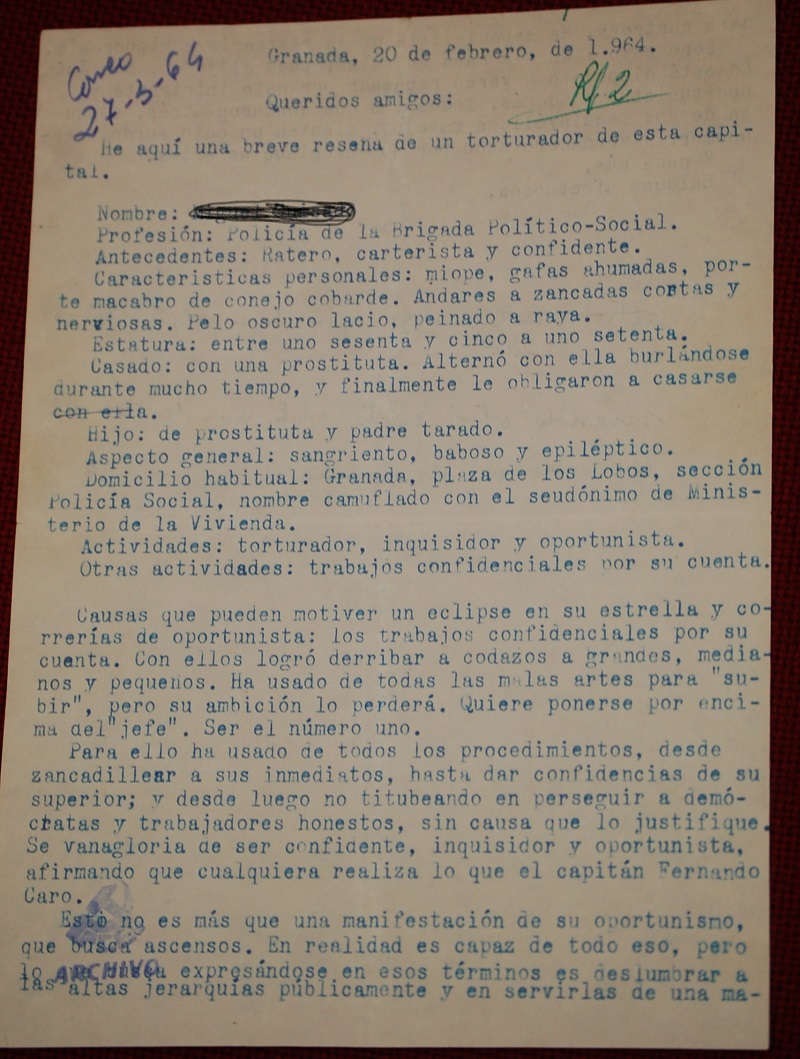 Correo
27-3-64
Granada, 20 de febrero, de 1.964.
Queridos amigos:
He aquí una breve resena de un torturador de esta capi-
tal.
Nombre:
Profesión: Policía de la Brigada Político-Social.
Antecedentes: Ratero, carterista y confidente.
Caracteristicas personales: miope, gafas ahumadas, por-
te macabro de conejo cobarde. Andares a zancadas cortas y
nerviosas. Pelo oscuro lacio, peinado a raya.
Estatura: entre uno sesenta y cinco a uno setenta.
Casado: con una prostituta. Alternó con ella burlándose
durante mucho tiempo, y finalmente le obligaron a casarse
con ella.
Hijo: de prostituta y padre tarado.
Aspecto general: sangriento, baboso y epiléptico.
Domicilio habitual: Granada, plaza de los Lobos, sección
Policía Social, nombre camuflado con el seudónimo de Minis-
terio de la Vivienda.
Actividades: torturador, inquisidor y oportunista.
Otras actividades: trabajos confidenciales por su cuenta.
Causas que pueden motiver un eclipse en su estrella y co-
rrerías de oportunista: los trabajos confidenciales por su
cuenta. Con ellos logró derribar a codazos a grandes, media-
nos y pequenos. Ha usado de todas las malas artes para "su-
bir", pero su ambición lo perderá. Quiere ponerse por enci-
ma del "jefe". Ser el número uno.
Para ello ha usado de todos los procedimientos, desde
zancadillear a sus inmediatos, hasta dar confidencias de su
superior; y desde luego no titubeando en perseguir a demó-
cratas y trabajadores honestos, sin causa que lo justifique.
Se vanagloria de ser confidente, inquisidor y oportunista,
afirmando que cualquiera realiza lo que el capitán Fernando
Caro.
Esto no es más que una manifestación de su oportunismo,
que busca ascensos. En realidad es capaz de todo eso, pero
lo ARCHIVO expresándose en esos términos es deslumbrar a
las altas jerarquías públicamente y en servirlas de una ma-